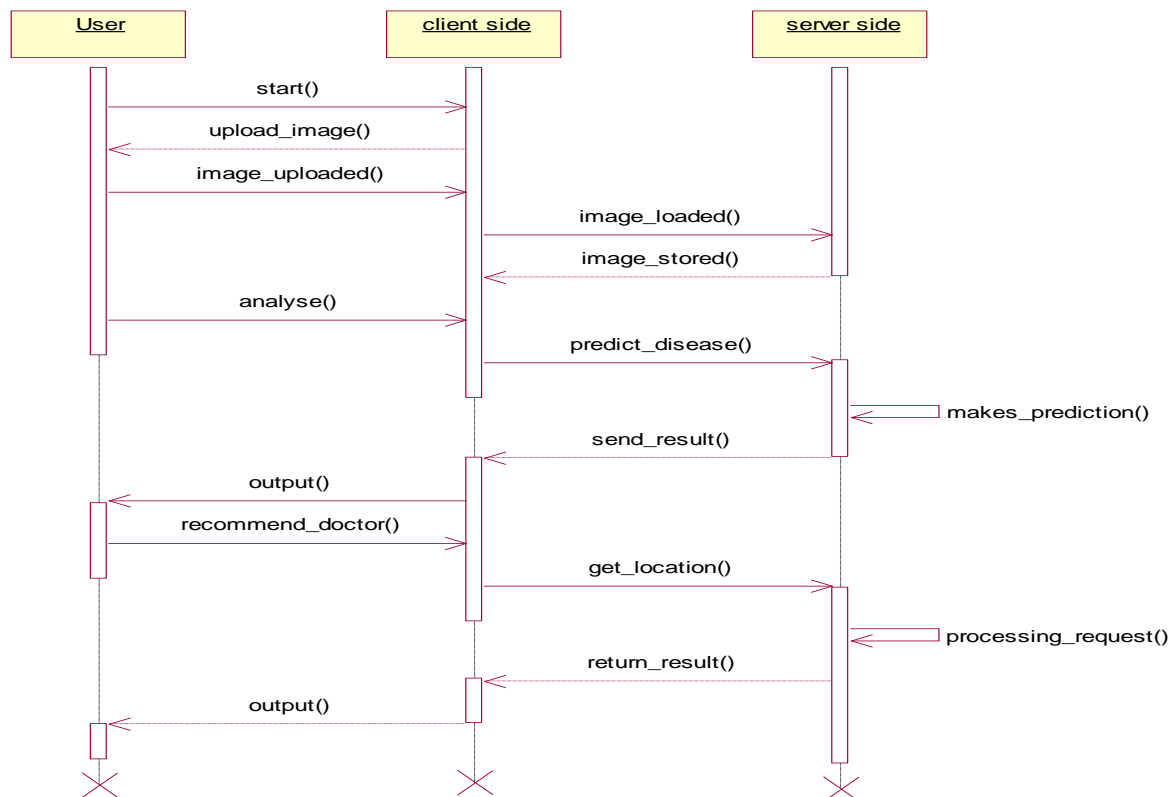 User
client side
server side
start()
upload_image()
image_uploaded()
image_loaded()
image_stored()
analyse()
predict_disease()
makes_prediction()
send_result()
output()
recommend_doctor()
get_location()
processing_request()
return_result()
output()